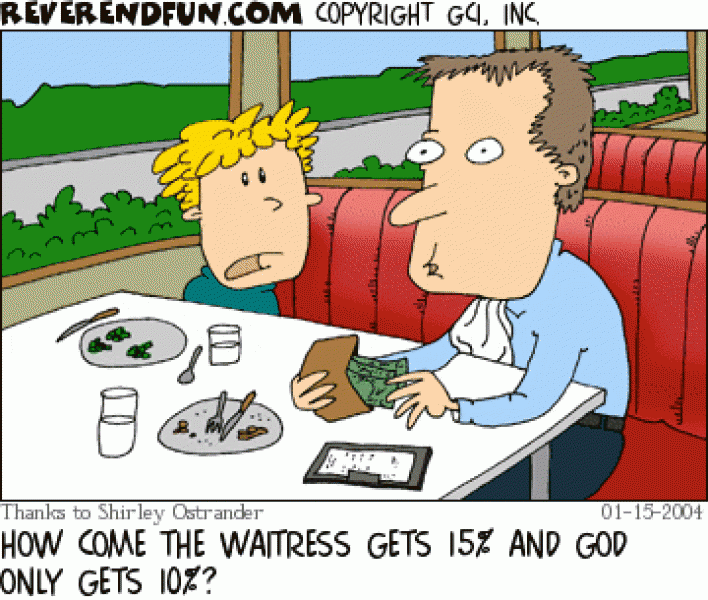 REVERENDFUN.COM COPYRIGHT GCI, INC.
Thanks to Shirley Ostrander 01-15-2004
HOW COME THE WAITRESS GETS 15% AND GOD
ONLY GETS 10%?